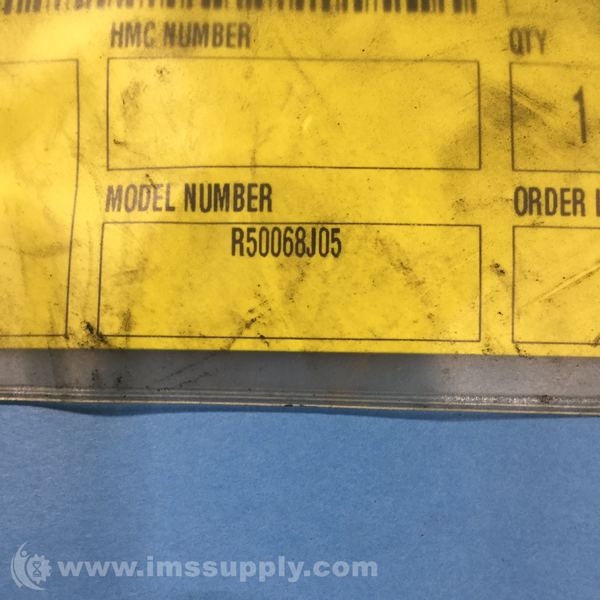 HMC NUMBER
QTY
1
MODEL NUMBER
ORDER
R50068J05
www.imssupply.com